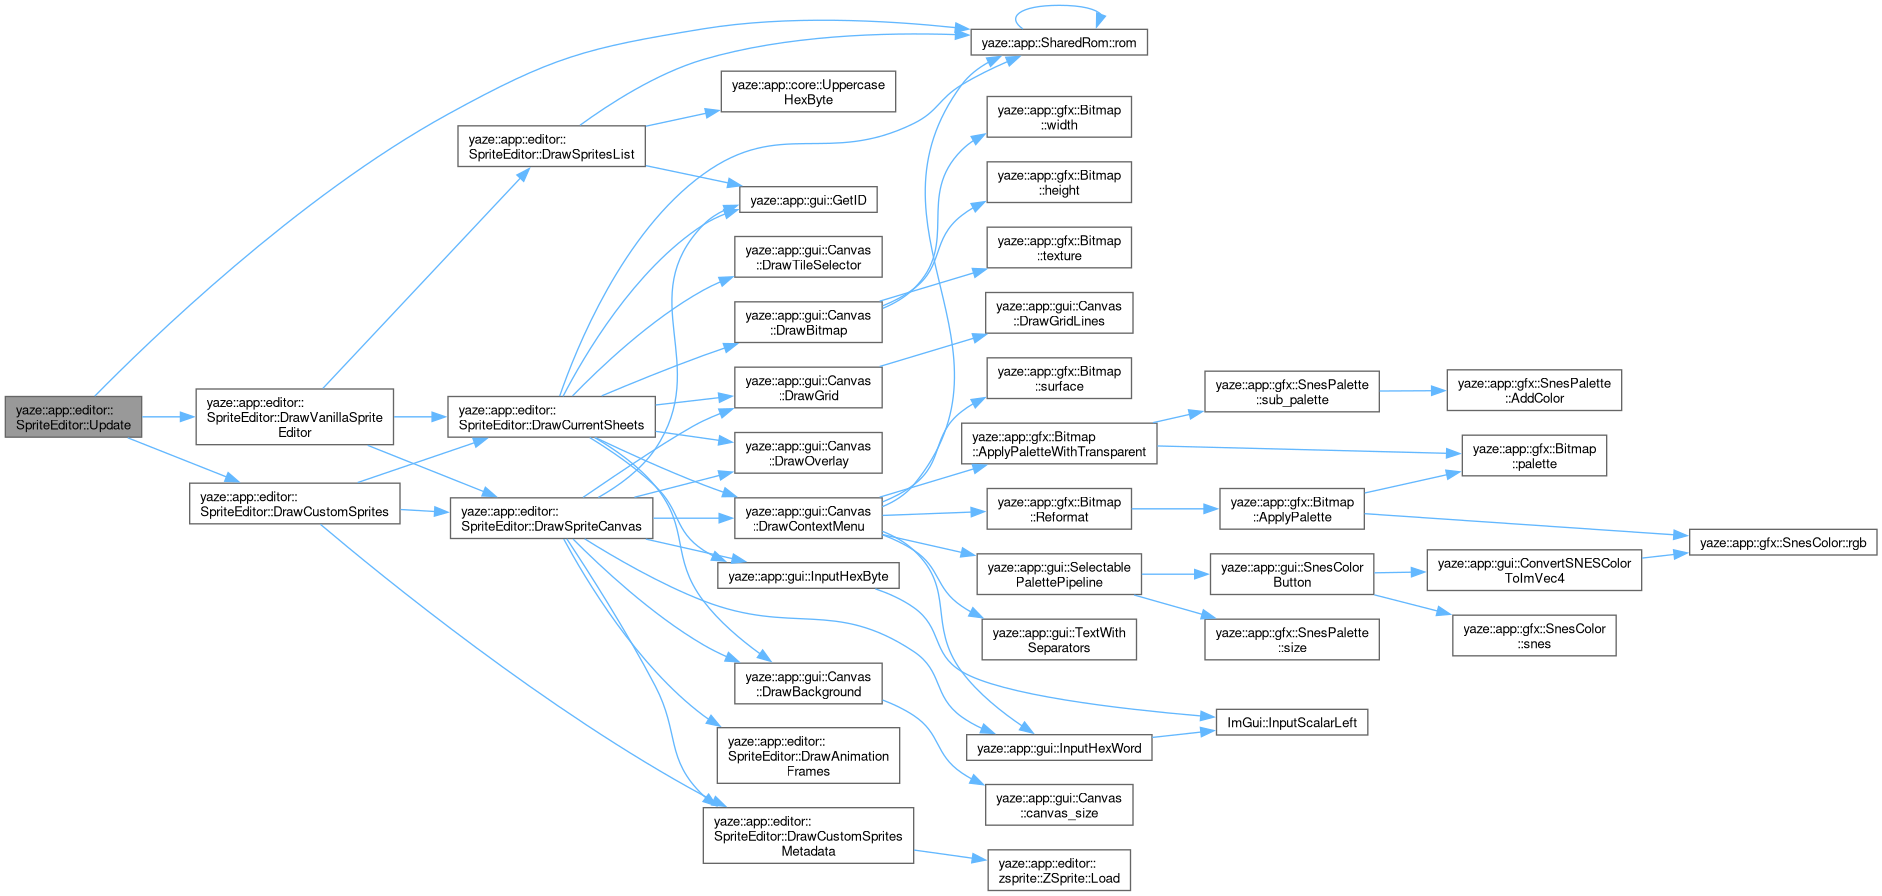 yaze::app::editor::
SpriteEditor::Update
yaze::app::editor::
SpriteEditor::DrawVanillaSprite
Editor
yaze::app::editor::
SpriteEditor::DrawCustomSprites
yaze::app::editor::
SpriteEditor::DrawSpritesList
yaze::app::editor::
SpriteEditor::DrawCurrentSheets
yaze::app::editor::
SpriteEditor::DrawSpriteCanvas
yaze::app::core::Uppercase
HexByte
yaze::app::gui::GetID
yaze::app::gui::Canvas
::DrawTileSelector
yaze::app::gui::Canvas
::DrawBitmap
yaze::app::gui::Canvas
::DrawGrid
yaze::app::gui::Canvas
::DrawOverlay
yaze::app::gui::Canvas
::DrawContextMenu
yaze::app::gui::InputHexByte
yaze::app::gui::Canvas
::DrawBackground
yaze::app::editor::
SpriteEditor::DrawAnimation
Frames
yaze::app::editor::
SpriteEditor::DrawCustomSprites
Metadata
yaze::app::SharedRom::rom
yaze::app::gfx::Bitmap
::width
yaze::app::gfx::Bitmap
::height
yaze::app::gfx::Bitmap
::texture
yaze::app::gui::Canvas
::DrawGridLines
yaze::app::gfx::Bitmap
::surface
yaze::app::gfx::Bitmap
::ApplyPaletteWithTransparent
yaze::app::gfx::Bitmap
::Reformat
yaze::app::gui::Selectable
PalettePipeline
yaze::app::gui::TextWith
Separators
yaze::app::gui::InputHexWord
yaze::app::gui::Canvas
::canvas_size
yaze::app::editor::
zsprite::ZSprite::Load
yaze::app::gfx::SnesPalette
::sub_palette
yaze::app::gfx::Bitmap
::ApplyPalette
yaze::app::gui::SnesColor
Button
yaze::app::gfx::SnesPalette
::size
ImGui::InputScalarLeft
yaze::app::gfx::SnesPalette
::AddColor
yaze::app::gfx::Bitmap
::palette
yaze::app::gui::ConvertSNESColor
ToImVec4
yaze::app::gfx::SnesColor
::snes
yaze::app::gfx::SnesColor::rgb